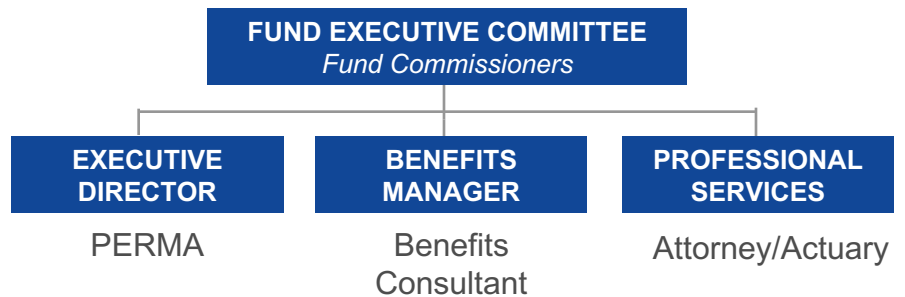 FUND EXECUTIVE COMMITTEE
Fund Commissioners
EXECUTIVE
DIRECTOR
PERMA
BENEFITS
MANAGER
Benefits
Consultant
PROFESSIONAL
SERVICES
Attorney/Actuary